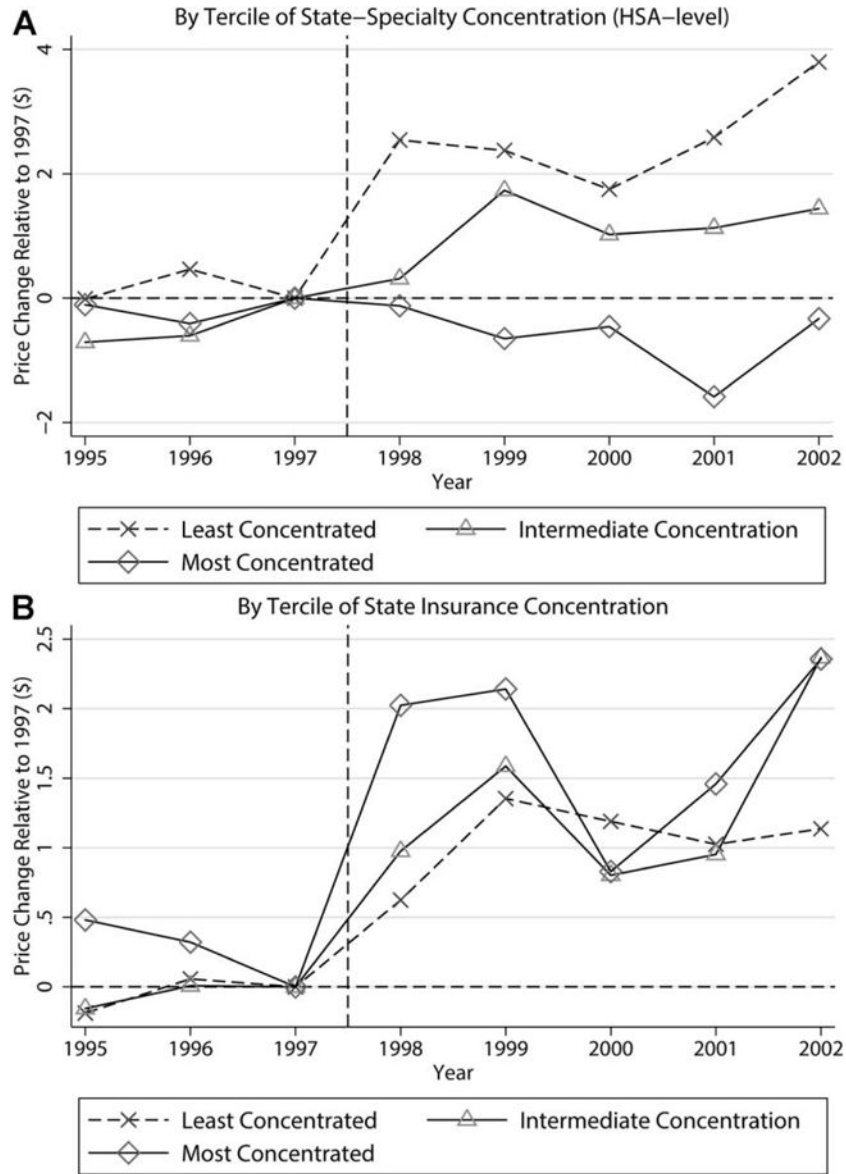 A
By Tercile of State−Specialty Concentration (HSA−level)
Price Change Relative to 1997 ($)
4
2
0
−2
1995 1996 1997 1998 1999 2000 2001 2002
Year
Least Concentrated Intermediate Concentration
Most Concentrated
B
By Tercile of State Insurance Concentration
Price Change Relative to 1997 ($)
2.5
2
1.5
1
.5
0
1995 1996 1997 1998 1999 2000 2001 2002
Year
Least Concentrated Intermediate Concentration
Most Concentrated